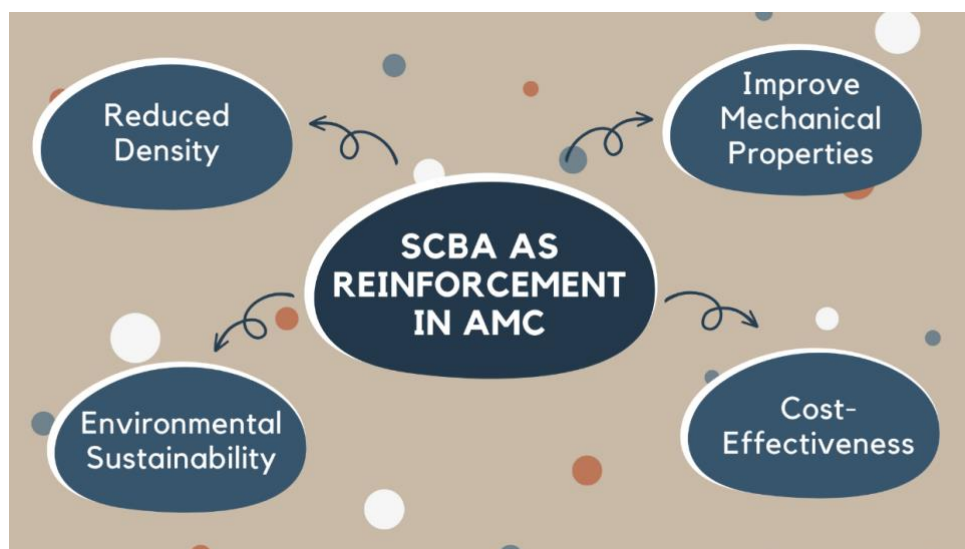 Reduced
Density
Improve
Mechanical
Properties
SCBA AS
REINFORCEMENT
IN AMC
Environmental
Sustainability
Cost-
Effectiveness